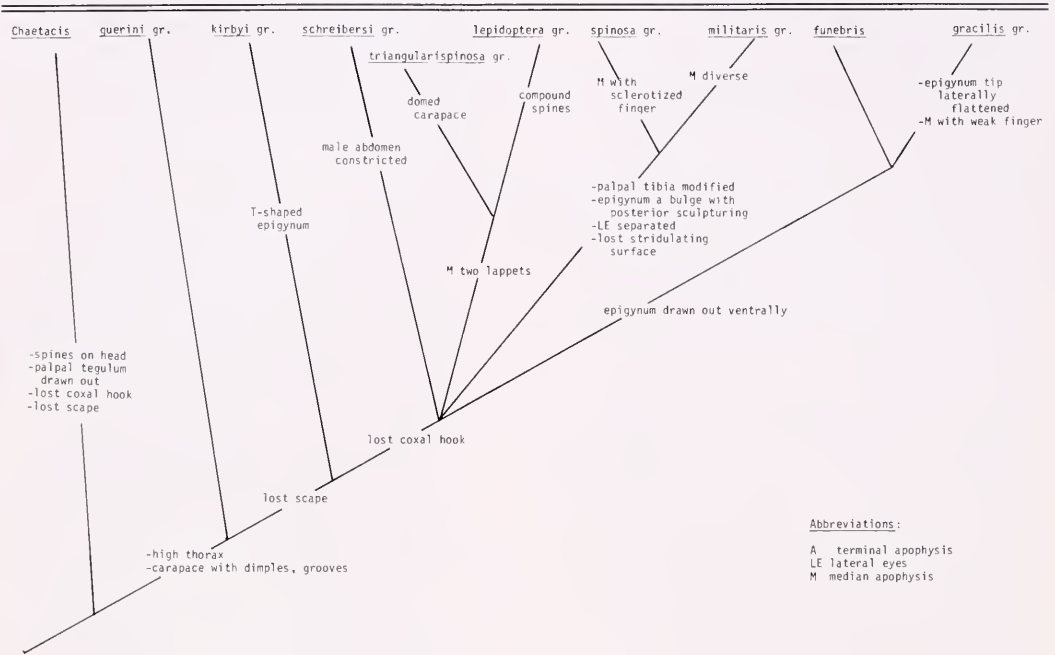 Chaetacis
guerini gr.
kirbyi gr.
schreibersi gr.
lepidoptera gr.
spinosa gr.
militaris gr.
funebris
gracilis gr.
triangularispinosa gr.
domed
carapace
compound
spines
M with
sclerotized
finger
M diverse
-epigynum tip
laterally
flattened
-M with weak finger
male abdomen
constricted
T-shaped
epigynum
-palpal tibia modified
-epigynum a bulge with
posterior sculpturing
-LE separated
-lost stridulating
surface
M two lappets
epigynum drawn out ventrally
-spines on head
-palpal tegulum
drawn out
-lost coxal hook
-lost scape
lost coxal hook
lost scape
-high thorax
-carapace with dimples, grooves
Abbreviations:
A terminal apophysis
LE lateral eyes
M median apophysis